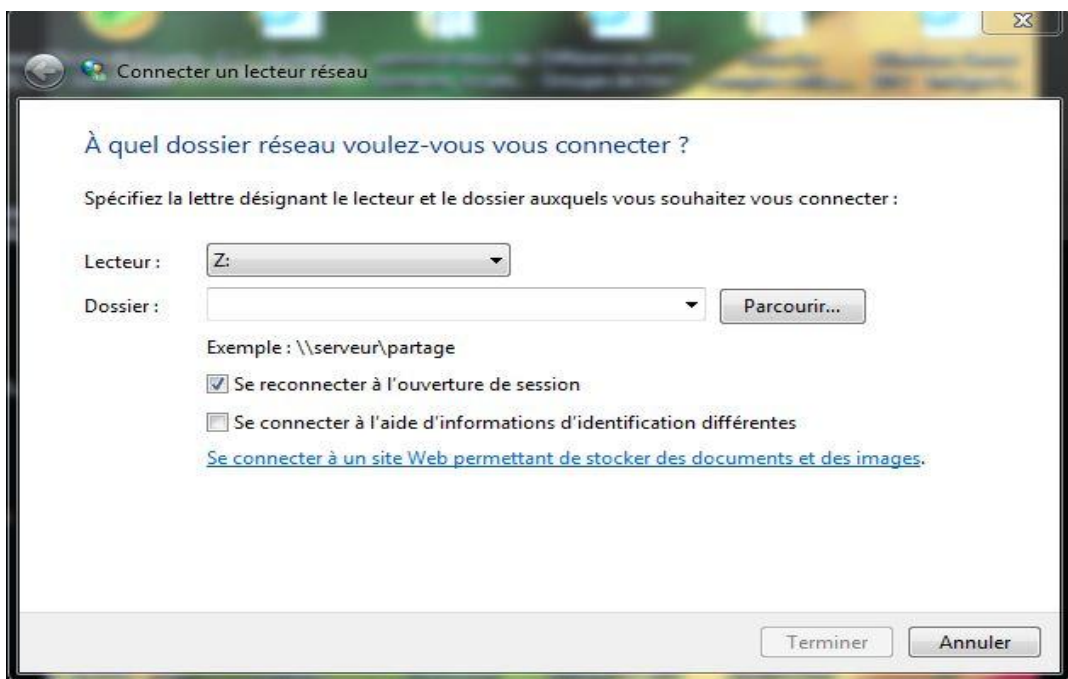 Connecter un lecteur réseau
À quel dossier réseau voulez-vous vous connecter ?
Spécifiez la lettre désignant le lecteur et le dossier auxquels vous souhaitez vous connecter :
Lecteur : Z:
Dossier : Parcourir...
Exemple : \\serveur\partage
Se reconnecter à l'ouverture de session
Se connecter à l'aide d'informations d'identification différentes
Se connecter à un site Web permettant de stocker des documents et des images.
Terminer Annuler